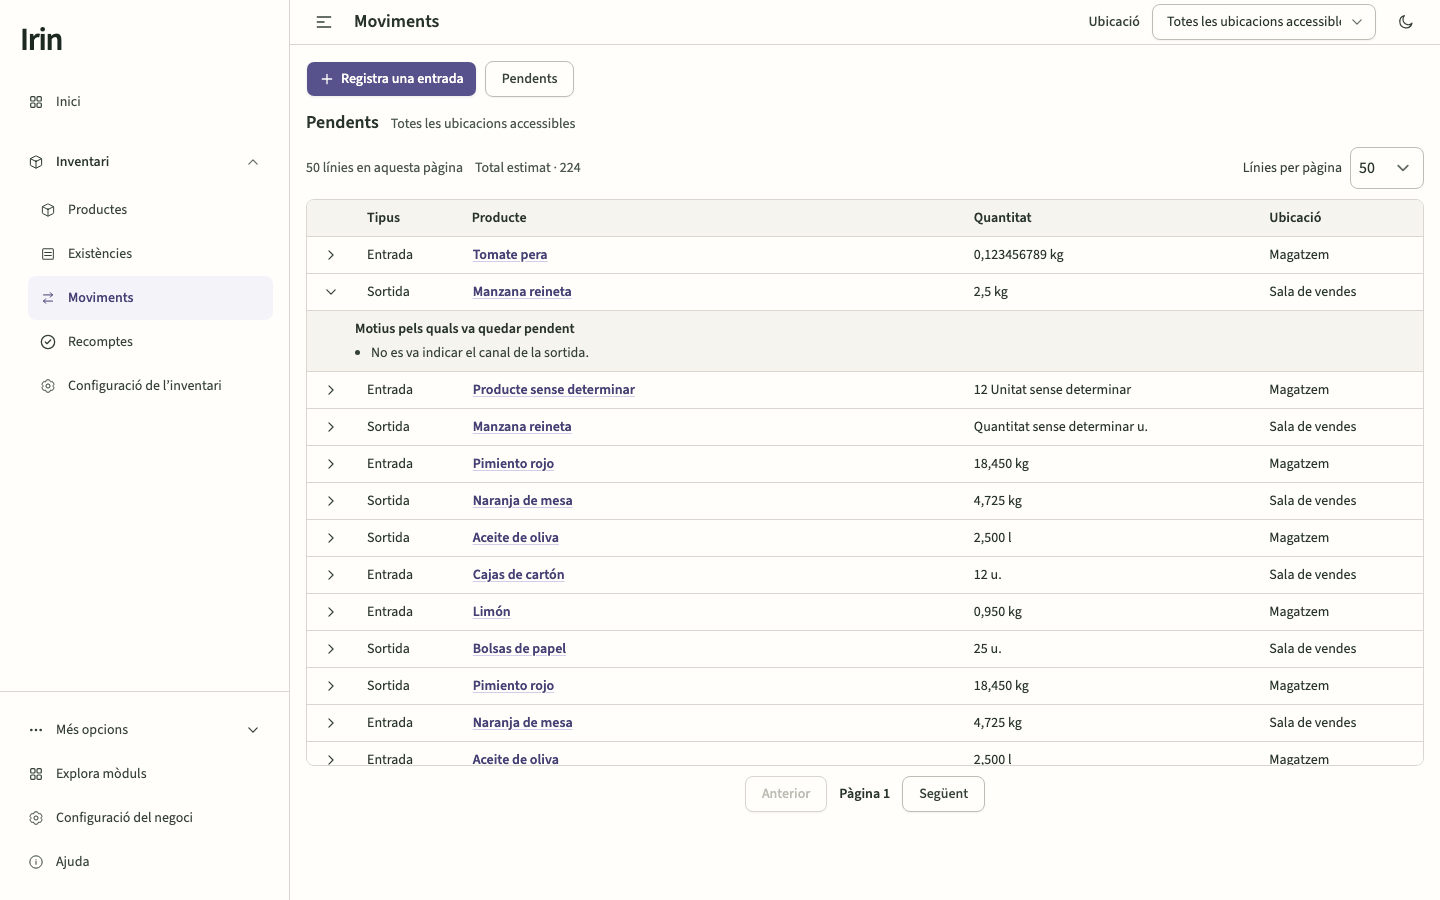 Irin
Inici
Inventari
Productes
Existències
Moviments
Recomptes
Configuració de l’inventari
Més opcions
Explora mòduls
Configuració del negoci
Ajuda
Moviments
Ubicació
Totes les ubicacions accessible
Registra una entrada
Pendents
Pendents Totes les ubicacions accessibles
50 línies en aquesta pàgina Total estimat · 224
Línies per pàgina 50
Tipus Producte Quantitat Ubicació
Entrada Tomate pera 0,123456789 kg Magatzem
Sortida Manzana reineta 2,5 kg Sala de vendes
Motius pels quals va quedar pendent
• No es va indicar el canal de la sortida.
Entrada Producte sense determinar 12 Unitat sense determinar Magatzem
Sortida Manzana reineta Quantitat sense determinar u. Sala de vendes
Entrada Pimiento rojo 18,450 kg Magatzem
Sortida Naranja de mesa 4,725 kg Sala de vendes
Sortida Aceite de oliva 2,500 l Magatzem
Entrada Cajas de cartón 12 u. Sala de vendes
Entrada Limón 0,950 kg Magatzem
Sortida Bolsas de papel 25 u. Sala de vendes
Sortida Pimiento rojo 18,450 kg Magatzem
Entrada Naranja de mesa 4,725 kg Sala de vendes
Entrada Aceite de oliva 2,500 l Magatzem
Anterior Pàgina 1 Següent